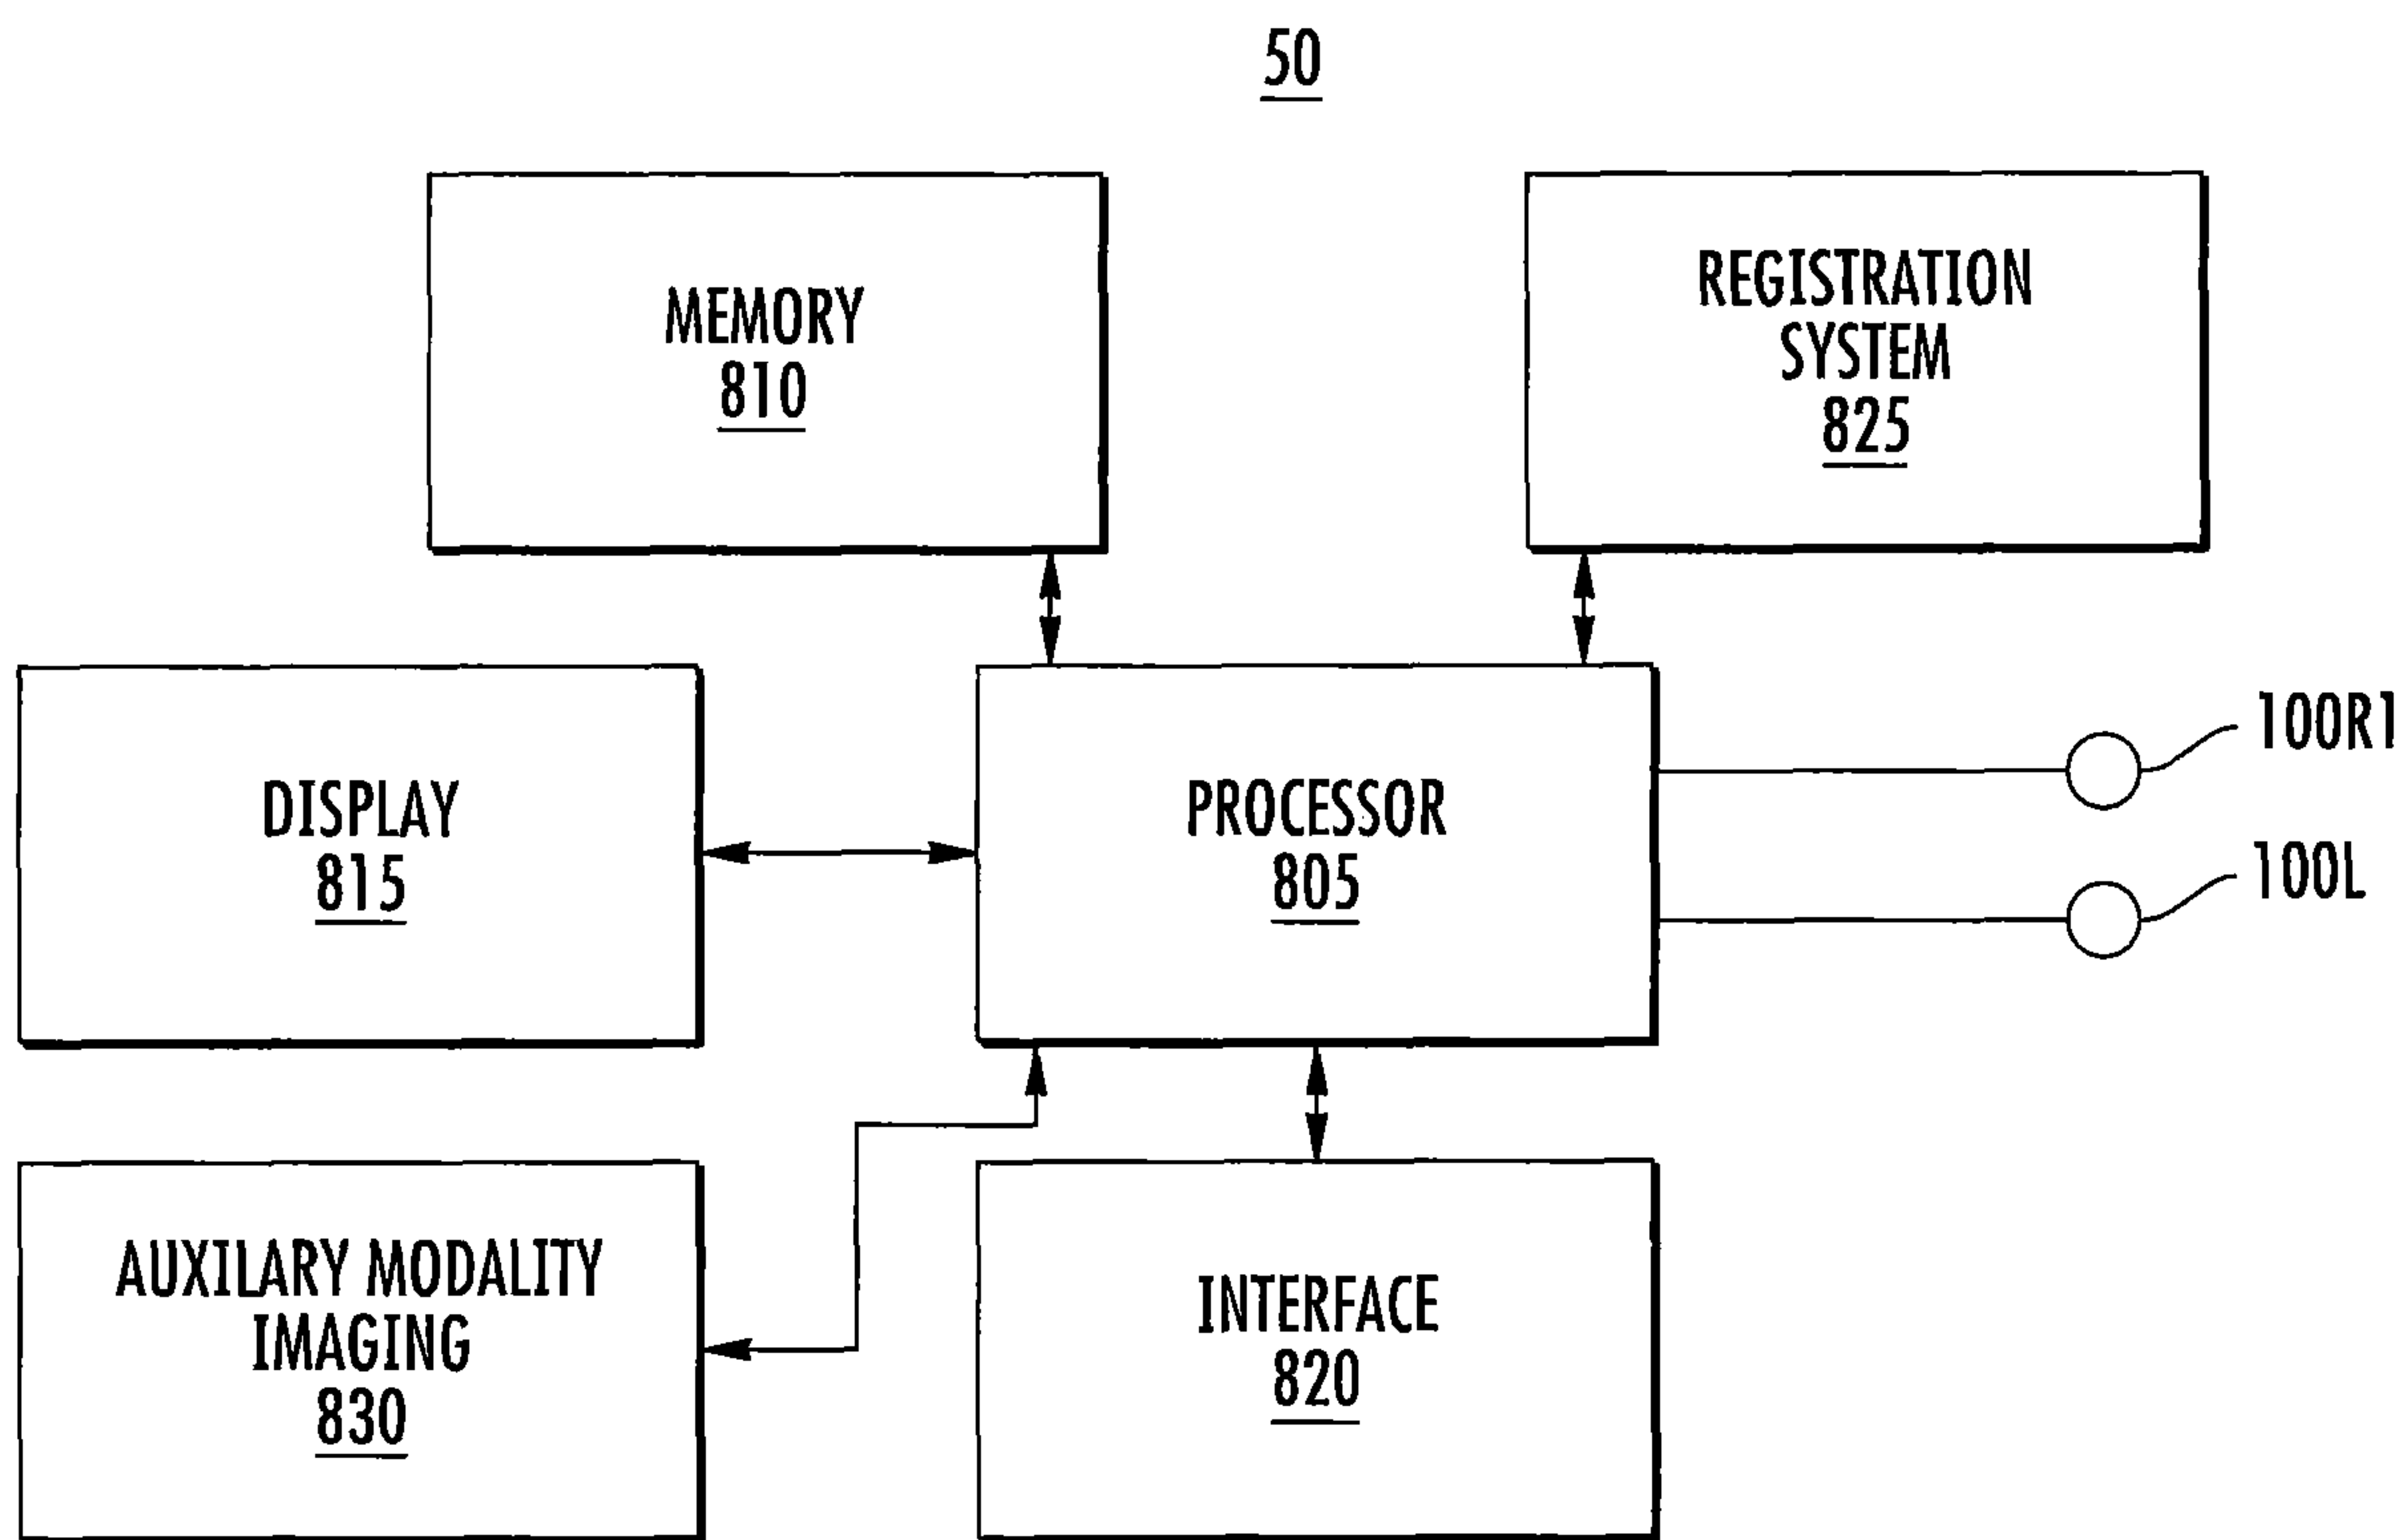 50
MEMORY
810
REGISTRATION
SYSTEM
825
DISPLAY
815
PROCESSOR
805
100R1
100L
AUXILARY MODALITY
IMAGING
830
INTERFACE
820